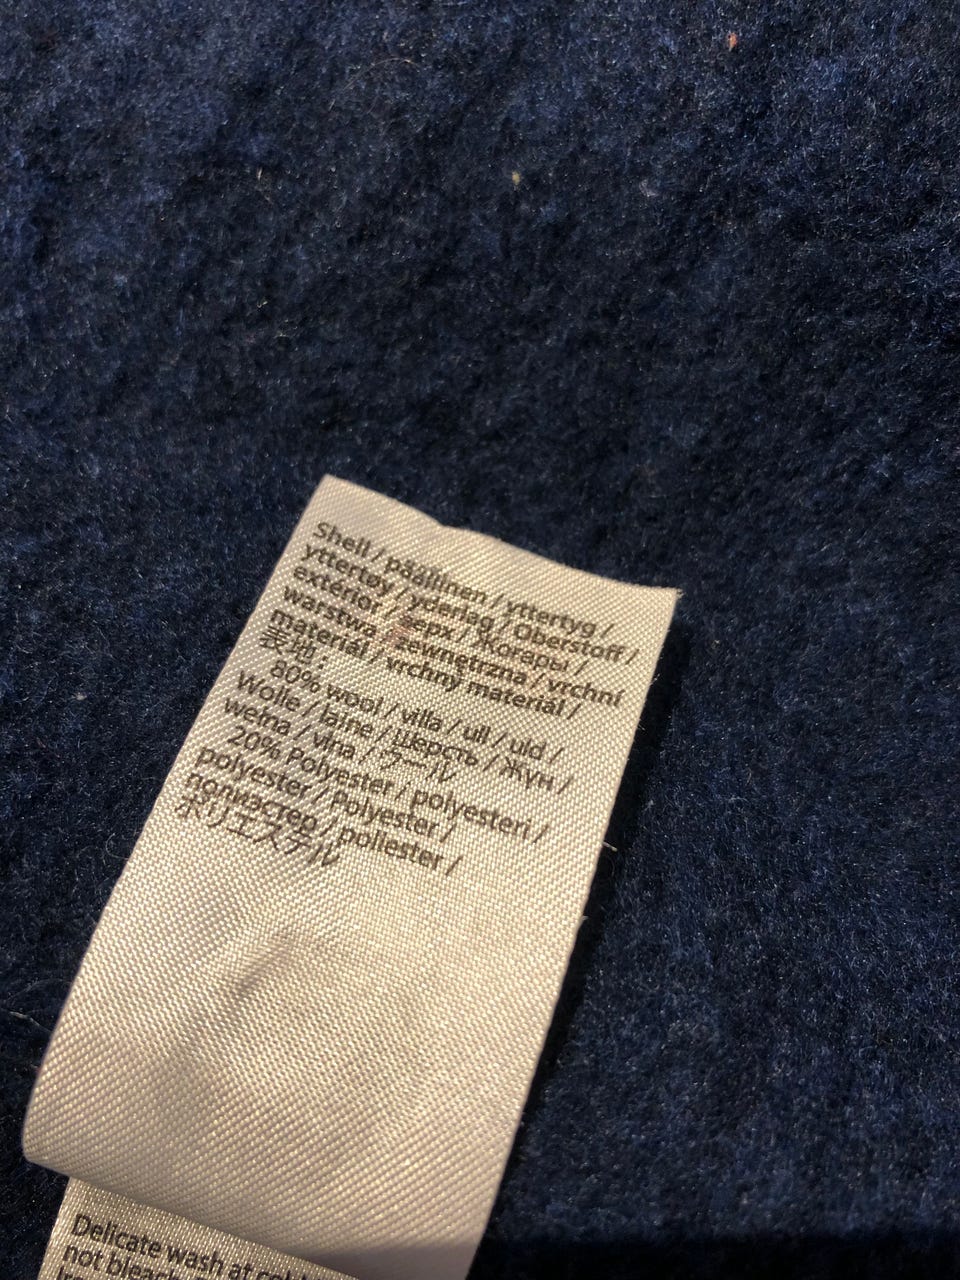 Shell / päällinen / yttertyg /
yttertøy / yderlag / Oberstoff /
exterior / верх / Жогары /
warstwa zewnętrzna / vrchní
materiál / vrchný materiál /
表地:
80% wool / villa / ull / uld /
Wolle / laine / Шерсть / Жүн /
wełna / vlna / ウール
20% Polyester / polyesteri /
polyester / Polyester /
полиэстер / poliester /
ポリエステル
Delicate wash at
not bleach